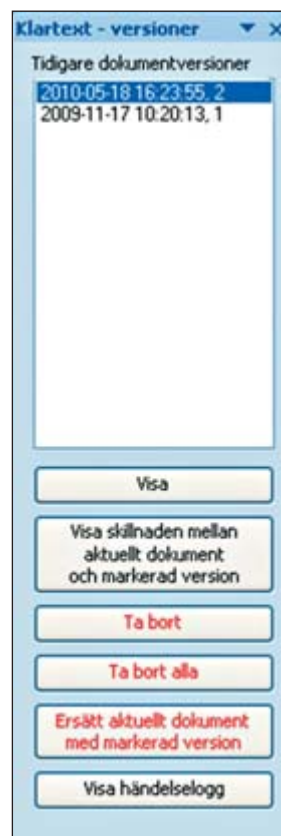 Klartext - versioner
Tidigare dokumentversioner
2010-05-18 16:23:55, 2
2009-11-17 10:20:13, 1
Visa
Visa skillnaden mellan
aktuellt dokument
och markerad version
Ta bort
Ta bort alla
Ersätt aktuellt dokument
med markerad version
Visa händelselogg